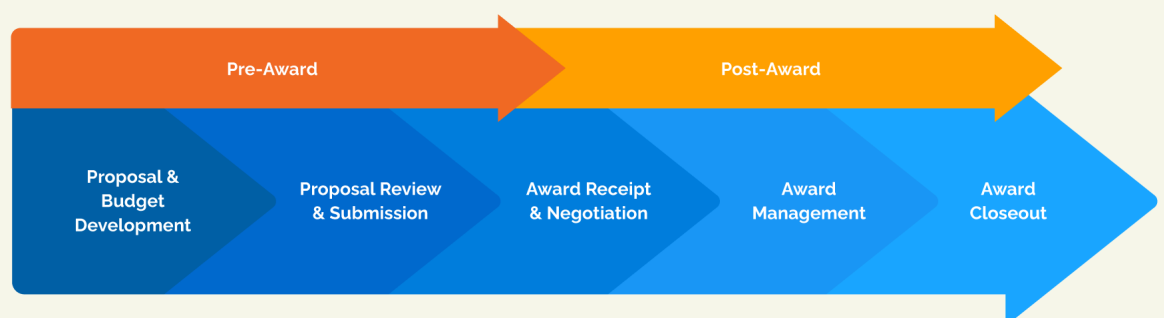 Pre-Award
Post-Award
Proposal &
Budget
Development
Proposal Review
& Submission
Award Receipt
& Negotiation
Award
Management
Award
Closeout